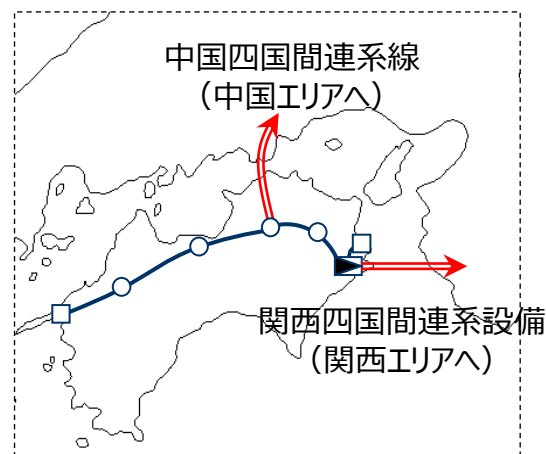 中国四国間連系線
（中国エリアへ）
関西四国間連系設備
（関西エリアへ）